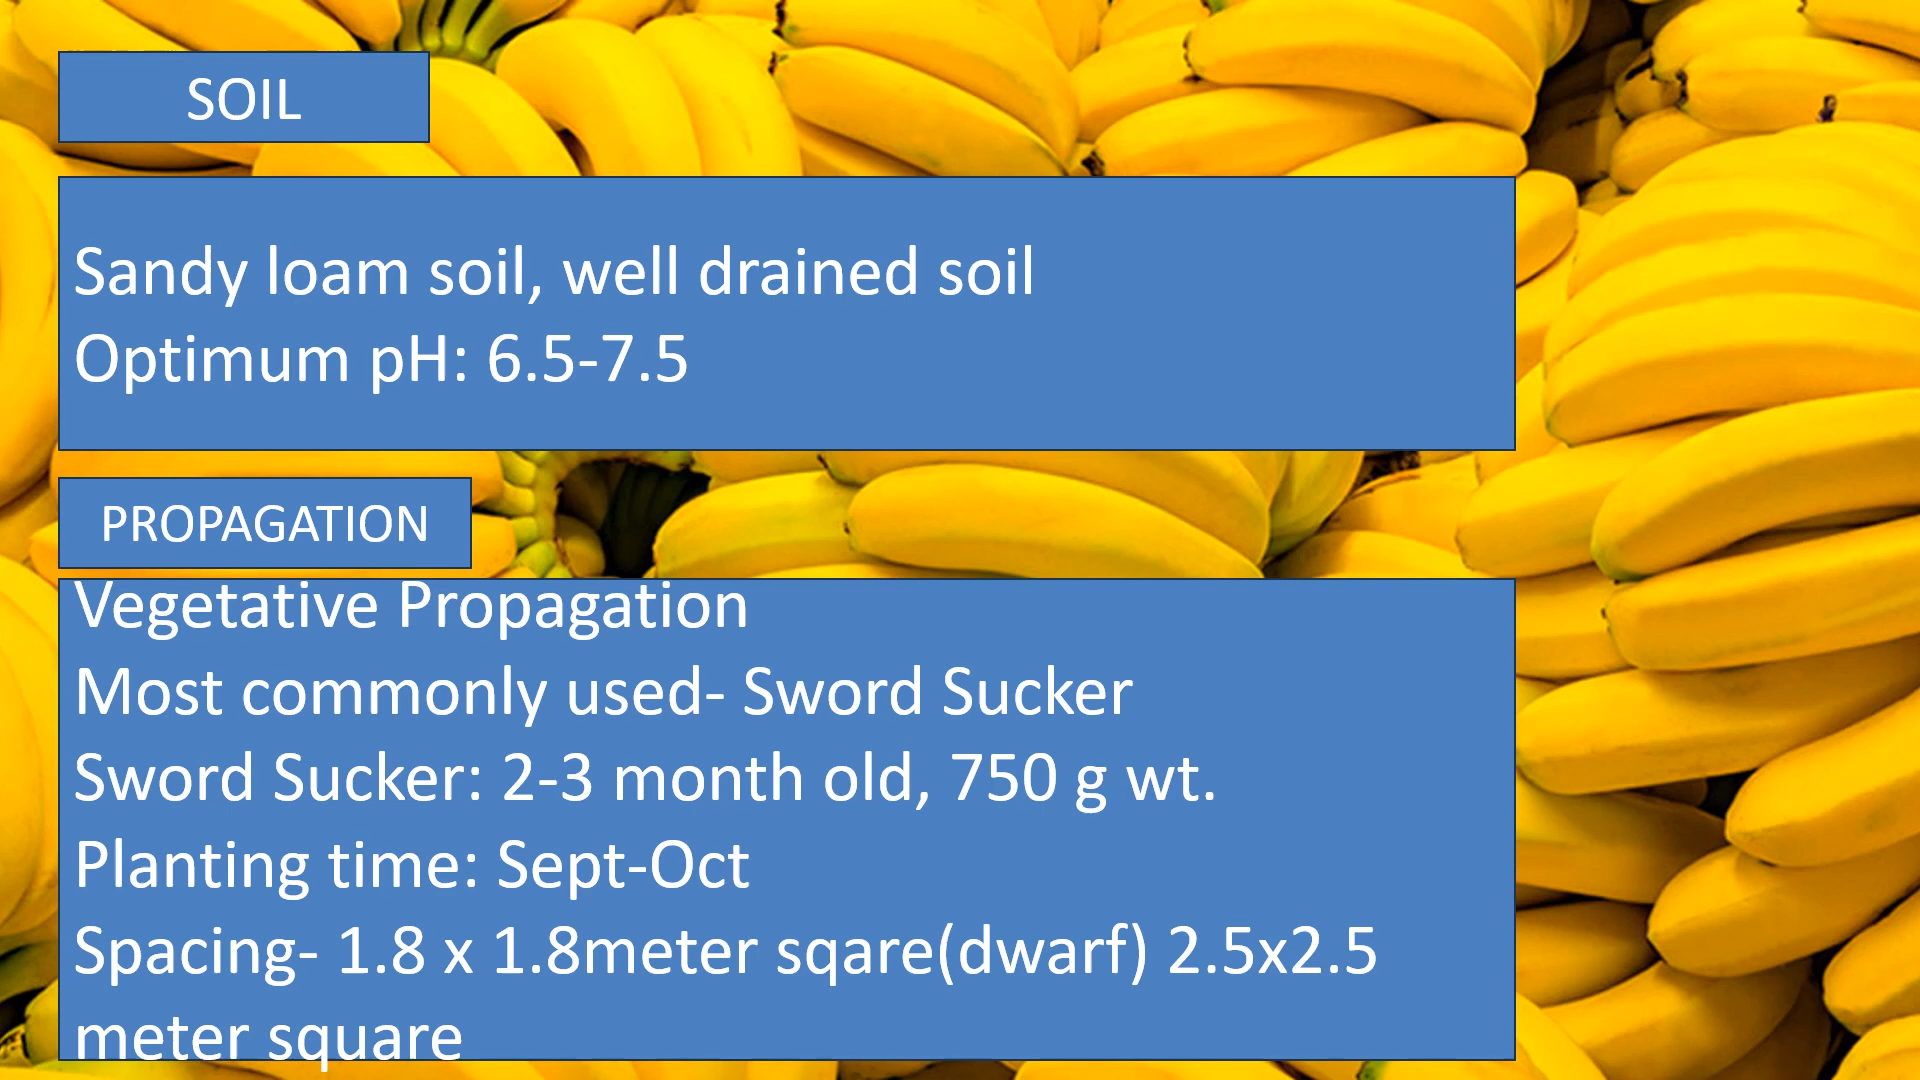 SOIL
Sandy loam soil, well drained soil
Optimum pH: 6.5-7.5
PROPAGATION
Vegetative Propagation
Most commonly used- Sword Sucker
Sword Sucker: 2-3 month old, 750 g wt.
Planting time: Sept-Oct
Spacing- 1.8 x 1.8meter sqare(dwarf) 2.5x2.5
meter square